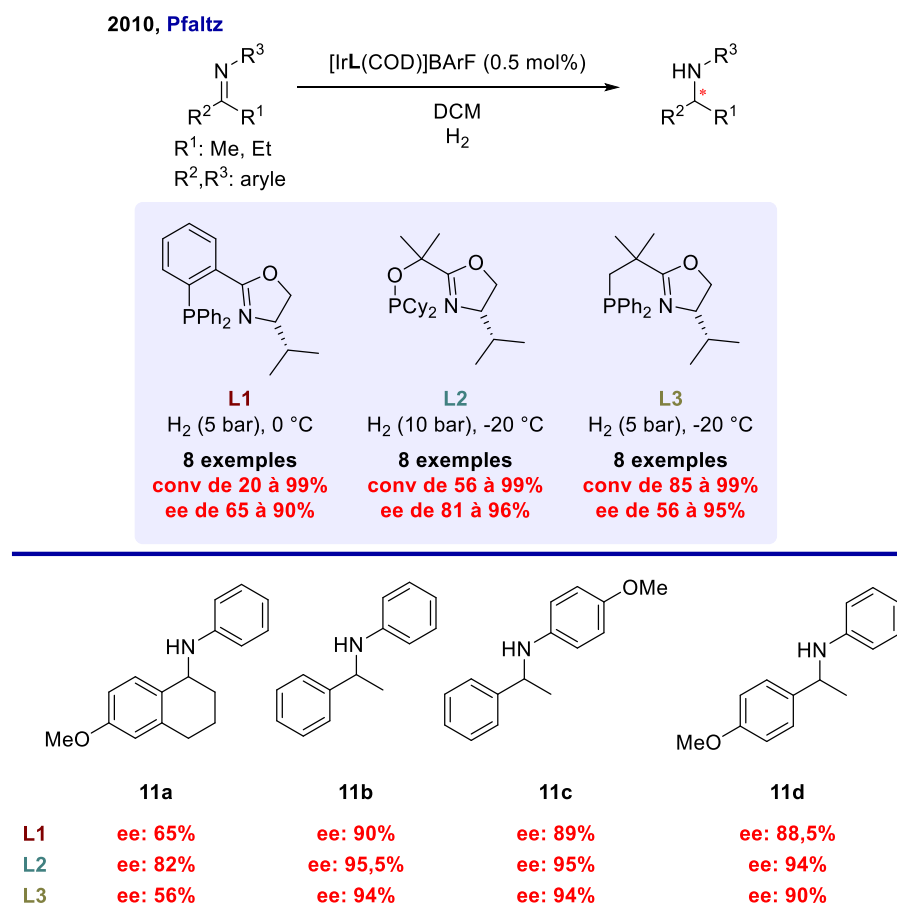 2010, Pfaltz
N
R3
R2
R1
[IrL(COD)]BArF (0.5 mol%)
DCM
H2
HN
R3
*
R2
R1
R1: Me, Et
R2,R3: aryle
O
N
PPh2
O
O
N
PCy2
O
N
PPh2
L1 L2 L3
H2 (5 bar), 0 °C H2 (10 bar), -20 °C H2 (5 bar), -20 °C
8 exemples 8 exemples 8 exemples
conv de 20 à 99% conv de 56 à 99% conv de 85 à 99%
ee de 65 à 90% ee de 81 à 96% ee de 56 à 95%
HN
MeO
HN
OMe
HN
HN
MeO
11a 11b 11c 11d
L1 ee: 65% ee: 90% ee: 89% ee: 88,5%
L2 ee: 82% ee: 95,5% ee: 95% ee: 94%
L3 ee: 56% ee: 94% ee: 94% ee: 90%